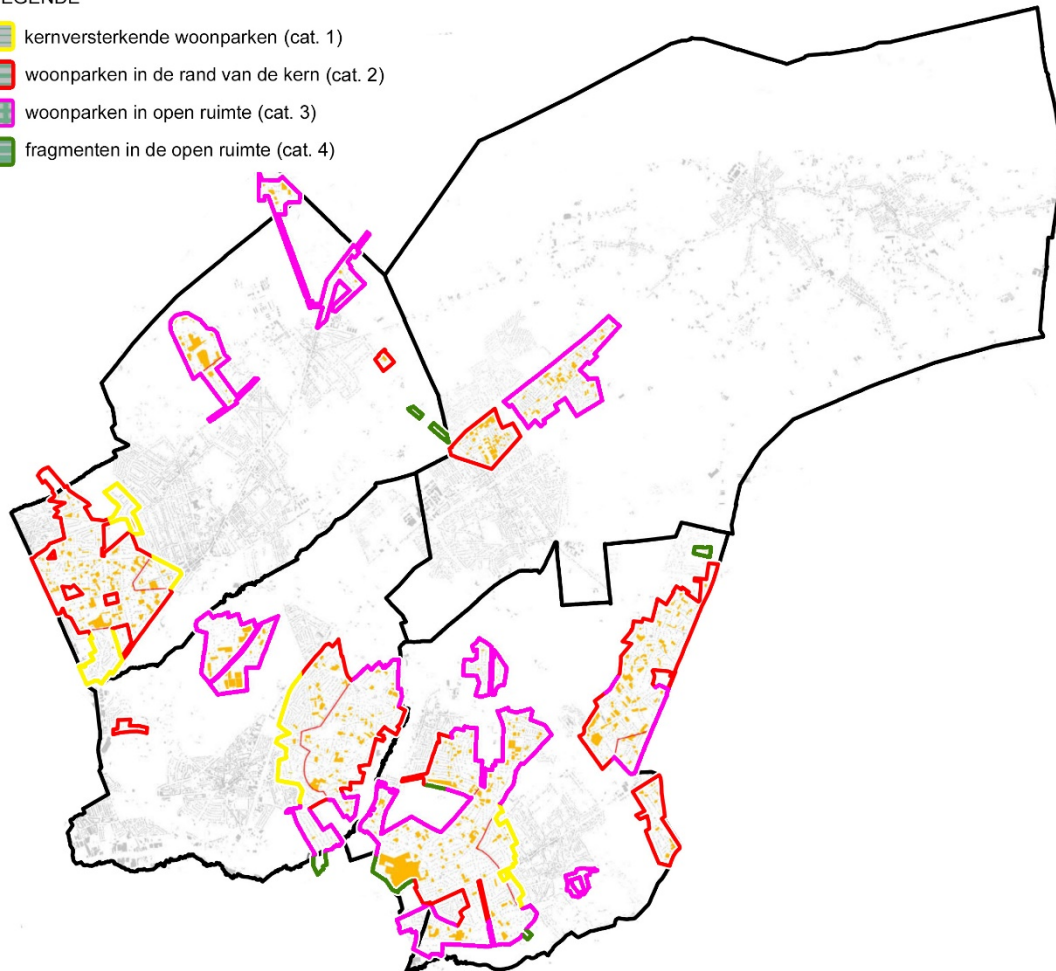 kernversterkende woonparken (cat. 1)
woonparken in de rand van de kern (cat. 2)
woonparken in open ruimte (cat. 3)
fragmenten in de open ruimte (cat. 4)